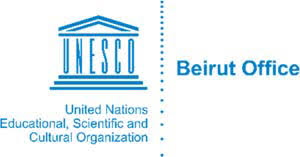 UNESCO
United Nations
Educational, Scientific and
Cultural Organization
Beirut Office